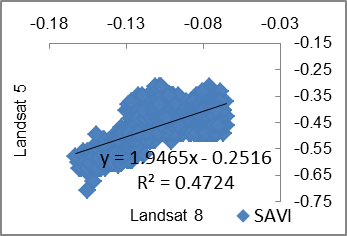 -0.18 -0.13 -0.08 -0.03
-0.15
-0.25
-0.35
-0.45
-0.55
-0.65
-0.75
Landsat 5
y = 1.9465x - 0.2516
R² = 0.4724
Landsat 8
SAVI